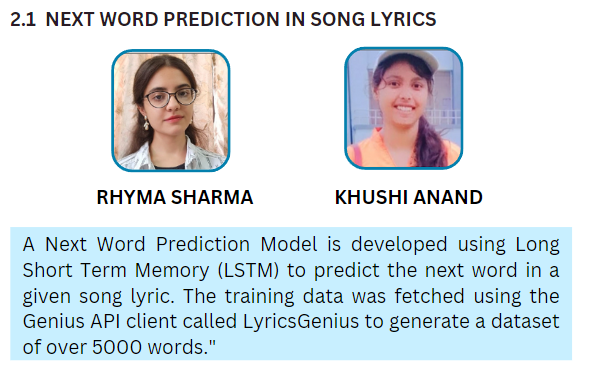 2.1 NEXT WORD PREDICTION IN SONG LYRICS
RHYMA SHARMA KHUSHI ANAND
A Next Word Prediction Model is developed using Long
Short Term Memory (LSTM) to predict the next word in a
given song lyric. The training data was fetched using the
Genius API client called LyricsGenius to generate a dataset
of over 5000 words."